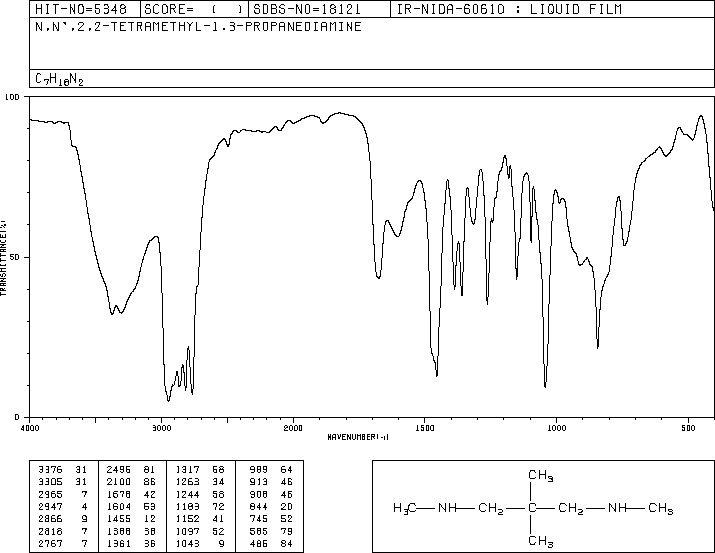 HIT-NO=5348 SCORE= ( ) SDBS-NO=18121 IR-NIDA-60610 : LIQUID FILM
N,N',2,2-TETRAMETHYL-1,3-PROPANEDIAMINE
C7H18N2
100
TRANSMITTANCE(%)
50
0
4000 3000 2000 1500 1000 500
WAVENUMBER(-1)
3376 31 2496 81 1317 58 989 64
3305 31 2100 86 1263 34 913 46
2965 7 1678 42 1244 58 908 46
2947 4 1604 53 1183 72 844 20
2866 9 1455 12 1152 41 745 52
2818 7 1388 38 1097 52 585 79
2767 7 1361 36 1043 9 486 84
CH3
H3C—NH—CH2—C—CH2—NH—CH3
CH3